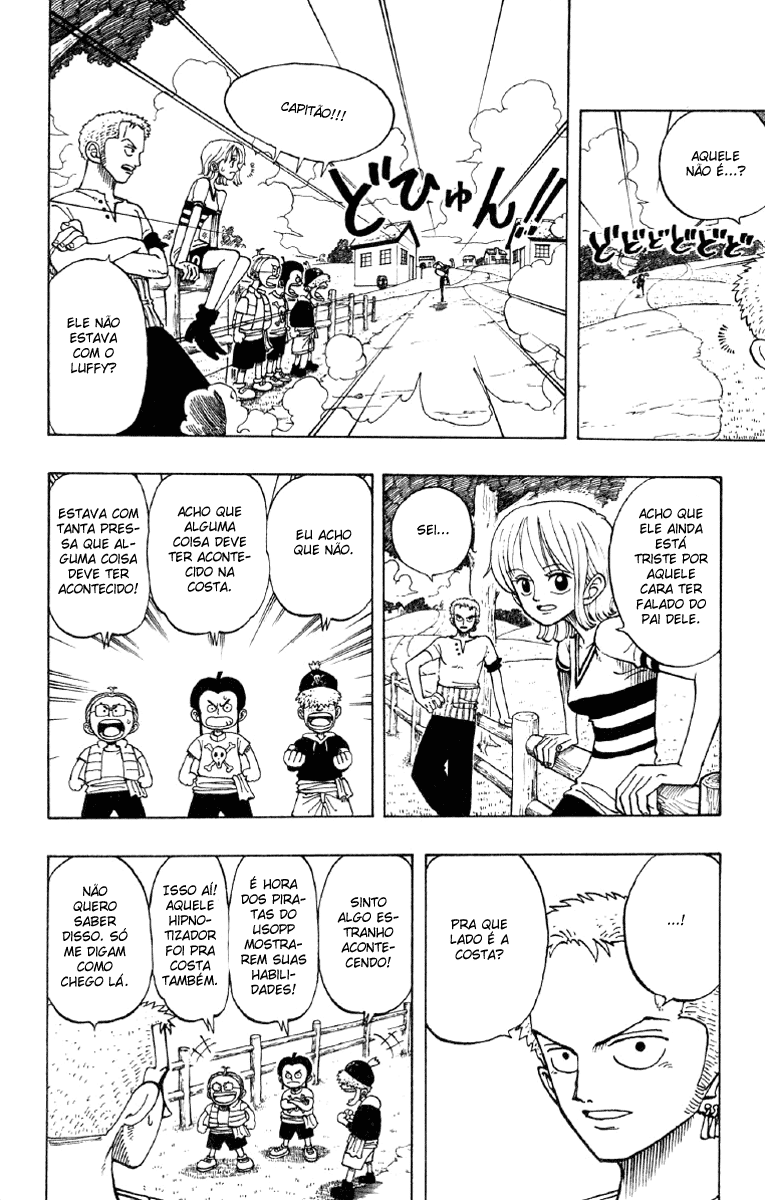 AQUELE
NÃO É...?
どどどどどど
CAPITÃO!!!
どひゅん!!
ELE NÃO
ESTAVA
COM O
LUFFY?
ACHO QUE
ELE AINDA
ESTÁ
TRISTE POR
AQUELE
CARA TER
FALADO DO
PAI DELE.
SEI...
EU ACHO
QUE NÃO.
ACHO QUE
ALGUMA
COISA DEVE
TER ACONTE-
CIDO NA
COSTA.
ESTAVA COM
TANTA PRES-
SA QUE AL-
GUMA COISA
DEVE TER
ACONTECIDO!
...!
PRA QUE
LADO É A
COSTA?
SINTO
ALGO ES-
TRANHO
ACONTE-
CENDO!
É HORA
DOS PIRA-
TAS DO
USOPP
MOSTRA-
REM SUAS
HABILI-
DADES!
ISSO AÍ!
AQUELE
HIPNO-
TIZADOR
FOI PRA
COSTA
TAMBÉM.
NÃO
QUERO
SABER
DISSO. SÓ
ME DIGAM
COMO
CHEGO LÁ.